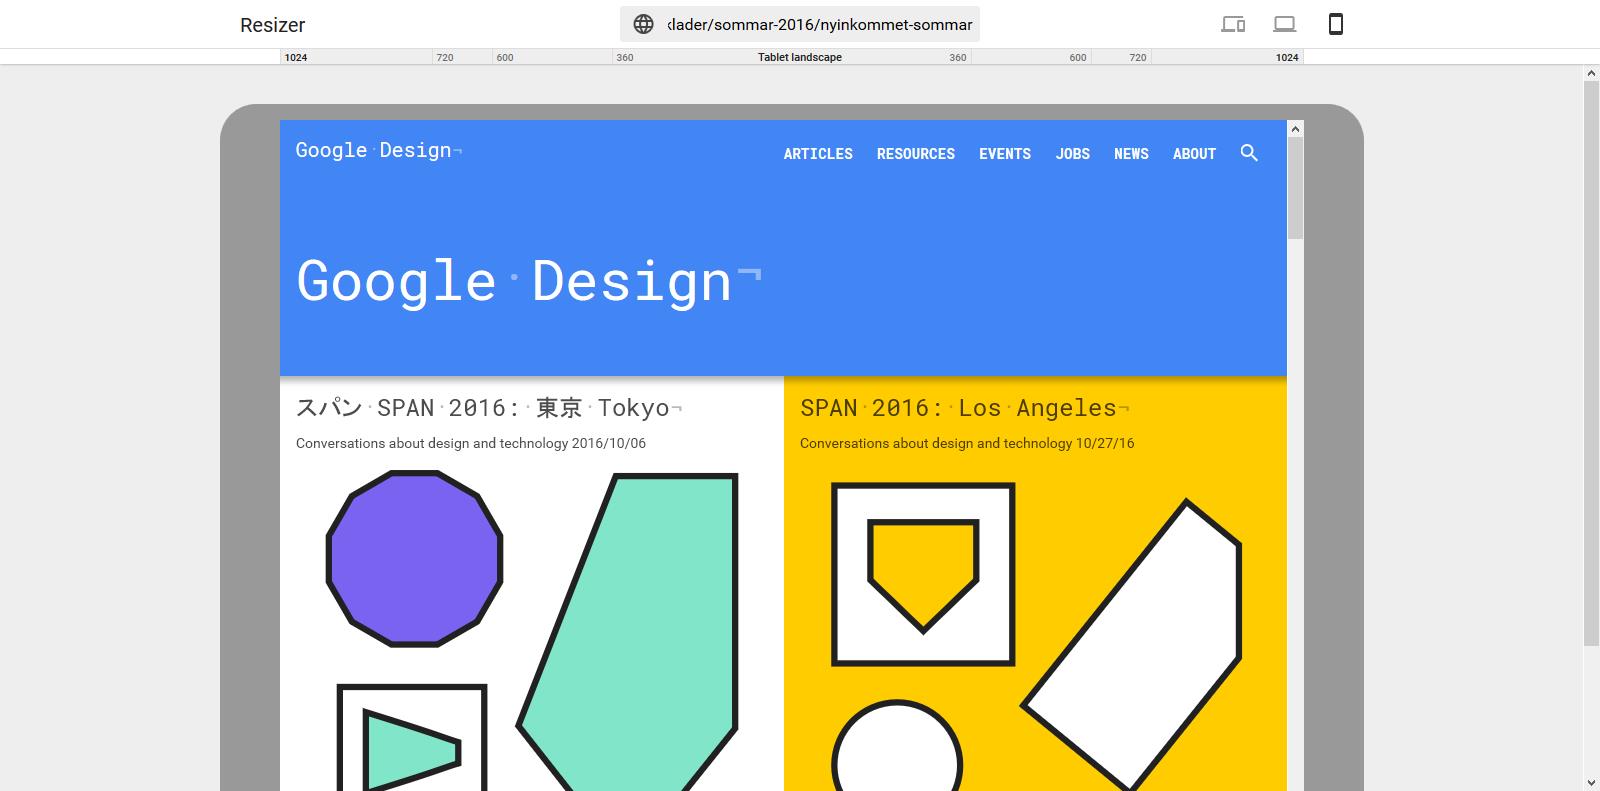 Resizer
klader/sommar-2016/nyinkommet-sommar
1024 720 600 360 Tablet landscape 360 600 720 1024
Google·Design¬
ARTICLES RESOURCES EVENTS JOBS NEWS ABOUT
Google·Design¬
スパン·SPAN·2016:·東京·Tokyo¬
Conversations about design and technology 2016/10/06
SPAN·2016:·Los·Angeles¬
Conversations about design and technology 10/27/16